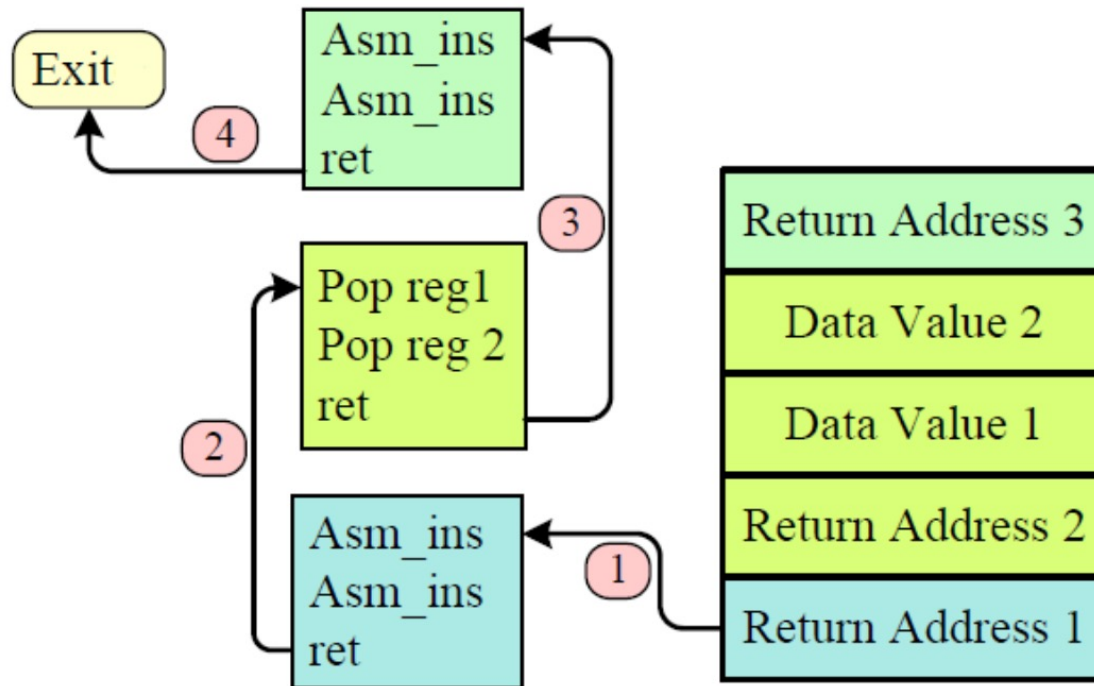 Exit
Asm_ins
Asm_ins
ret
4
3
Pop reg1
Pop reg 2
ret
2
Asm_ins
Asm_ins
ret
1
Return Address 3
Data Value 2
Data Value 1
Return Address 2
Return Address 1